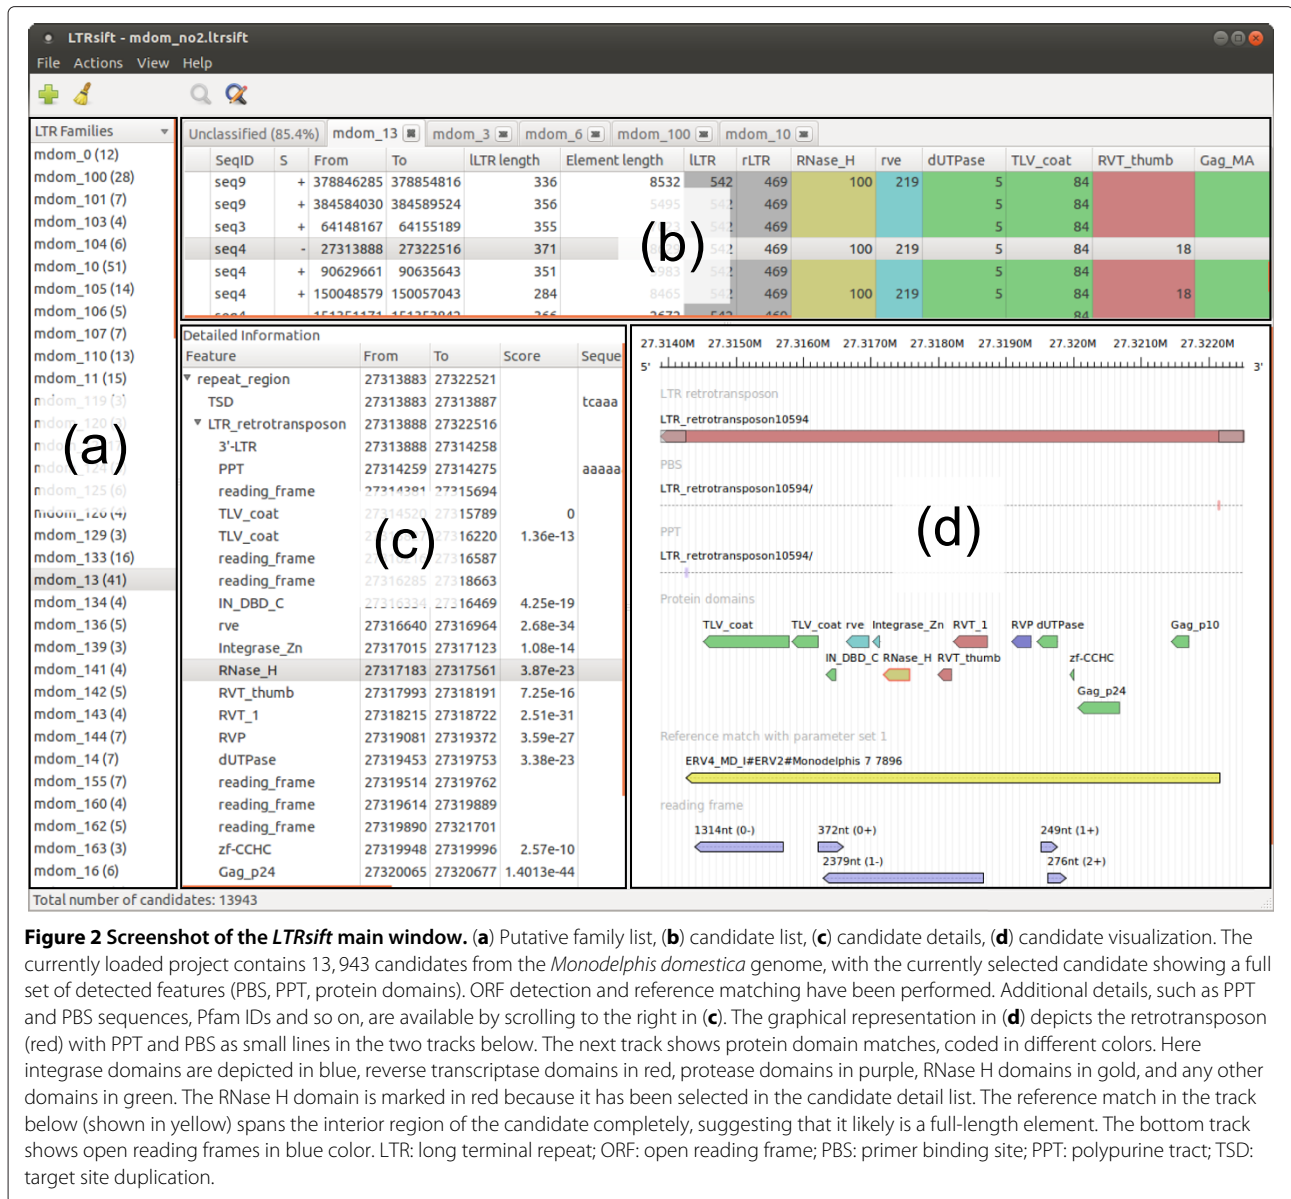 LTRsift - mdom_no2.ltrsift
File Actions View Help
LTR Families
mdom_0 (12)
mdom_100 (28)
mdom_101 (7)
mdom_103 (4)
mdom_104 (6)
mdom_10 (51)
mdom_105 (14)
mdom_106 (5)
mdom_107 (7)
mdom_110 (13)
mdom_11 (15)
mdom_119 (3)
mdom_125 (6)
mdom_126 (4)
mdom_129 (3)
mdom_133 (16)
mdom_13 (41)
mdom_134 (4)
mdom_136 (5)
mdom_139 (3)
mdom_141 (4)
mdom_142 (5)
mdom_143 (4)
mdom_144 (7)
mdom_14 (7)
mdom_155 (7)
mdom_160 (4)
mdom_162 (5)
mdom_163 (3)
mdom_16 (6)
(a)
Unclassified (85.4%) mdom_13 mdom_3 mdom_6 mdom_100 mdom_10
SeqID S From To lLTR length Element length lLTR rLTR RNase_H rve dUTPase TLV_coat RVT_thumb Gag_MA
seq9 + 378846285 378854816 336 8532 542 469 100 219 5 84
seq9 + 384584030 384589524 356 5495 542 469 5 84
seq3 + 64148167 64155189 355 469 5 84
seq4 - 27313888 27322516 371 542 469 100 219 5 84 18
seq4 + 90629661 90635643 351 542 469 5 84
seq4 + 150048579 150057043 284 8465 542 469 100 219 5 84 18
seq4 + 151351171 151353842 366 2672 542 469 84
(b)
Detailed Information
Feature From To Score Seque
repeat_region 27313883 27322521
TSD 27313883 27313887 tcaaa
LTR_retrotransposon 27313888 27322516
3'-LTR 27313888 27314258
PPT 27314259 27314275 aaaaa
reading_frame 27314381 27315694
TLV_coat 27314520 27315789 0
TLV_coat 27316220 1.36e-13
reading_frame 27316587
reading_frame 27316285 27318663
IN_DBD_C 27316334 27316469 4.25e-19
rve 27316640 27316964 2.68e-34
Integrase_Zn 27317015 27317123 1.08e-14
RNase_H 27317183 27317561 3.87e-23
RVT_thumb 27317993 27318191 7.25e-16
RVT_1 27318215 27318722 2.51e-31
RVP 27319081 27319372 3.59e-27
dUTPase 27319453 27319753 3.38e-23
reading_frame 27319514 27319762
reading_frame 27319614 27319889
reading_frame 27319890 27321701
zf-CCHC 27319948 27319996 2.57e-10
Gag_p24 27320065 27320677 1.4013e-44
(c)
27.3140M 27.3150M 27.3160M 27.3170M 27.3180M 27.3190M 27.3200M 27.3210M 27.3220M
5' 3'
LTR retrotransposon
LTR_retrotransposon10594
PBS
LTR_retrotransposon10594/
PPT
LTR_retrotransposon10594/
Protein domains
TLV_coat TLV_coat rve Integrase_Zn RVT_1 RVP dUTPase Gag_p10
IN_DBD_C RNase_H RVT_thumb zf-CCHC
Gag_p24
Reference match with parameter set 1
ERV4_MD_I#ERV2#Monodelphis 7 7896
reading frame
1314nt (0-) 372nt (0+) 249nt (1+)
2379nt (1-) 276nt (2+)
(d)
Total number of candidates: 13943
Figure 2 Screenshot of the LTRsift main window. (a) Putative family list, (b) candidate list, (c) candidate details, (d) candidate visualization. The
currently loaded project contains 13,943 candidates from the Monodelphis domestica genome, with the currently selected candidate showing a full
set of detected features (PBS, PPT, protein domains). ORF detection and reference matching have been performed. Additional details, such as PPT
and PBS sequences, Pfam IDs and so on, are available by scrolling to the right in (c). The graphical representation in (d) depicts the retrotransposon
(red) with PPT and PBS as small lines in the two tracks below. The next track shows protein domain matches, coded in different colors. Here
integrase domains are depicted in blue, reverse transcriptase domains in red, protease domains in purple, RNase H domains in gold, and any other
domains in green. The RNase H domain is marked in red because it has been selected in the candidate detail list. The reference match in the track
below (shown in yellow) spans the interior region of the candidate completely, suggesting that it likely is a full-length element. The bottom track
shows open reading frames in blue color. LTR: long terminal repeat; ORF: open reading frame; PBS: primer binding site; PPT: polypurine tract; TSD:
target site duplication.